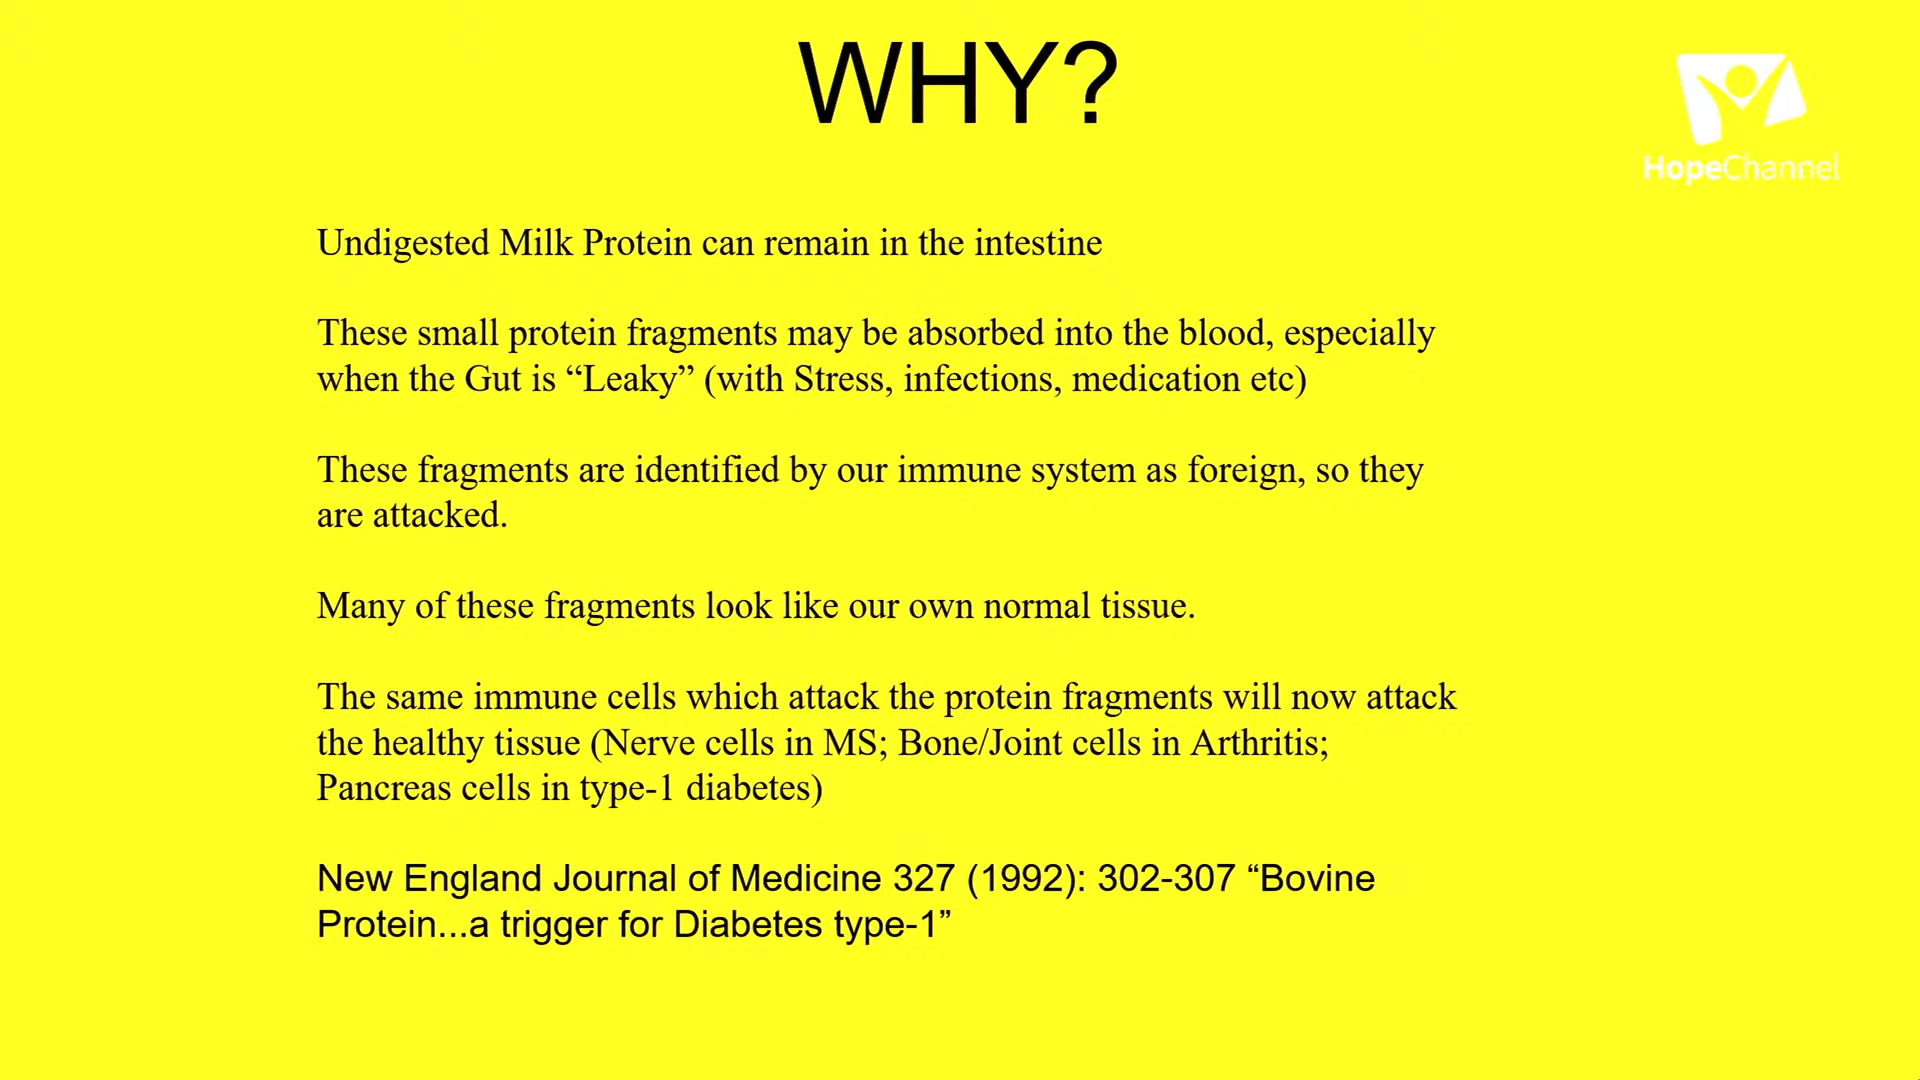 WHY?
HopeChannel
Undigested Milk Protein can remain in the intestine
These small protein fragments may be absorbed into the blood, especially
when the Gut is “Leaky” (with Stress, infections, medication etc)
These fragments are identified by our immune system as foreign, so they
are attacked.
Many of these fragments look like our own normal tissue.
The same immune cells which attack the protein fragments will now attack
the healthy tissue (Nerve cells in MS; Bone/Joint cells in Arthritis;
Pancreas cells in type-1 diabetes)
New England Journal of Medicine 327 (1992): 302-307 “Bovine
Protein...a trigger for Diabetes type-1”